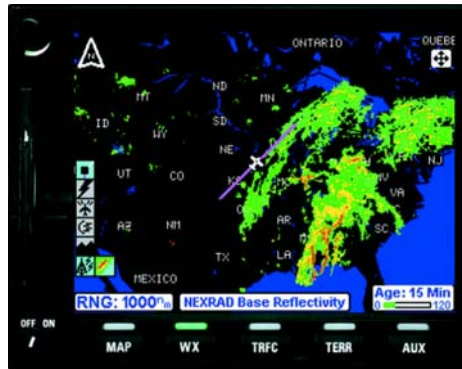 N
ONTARIO
QUEBE
MT
ND
MN
ID
SD
WY
NE
UT
CO
KS
NJ
VA
AZ
NM
AR
SC
TX
LA
MEXICO
RNG: 1000nm
NEXRAD Base Reflectivity
Age: 15 Min
0
120
OFF ON
MAP
WX
TRFC
TERR
AUX